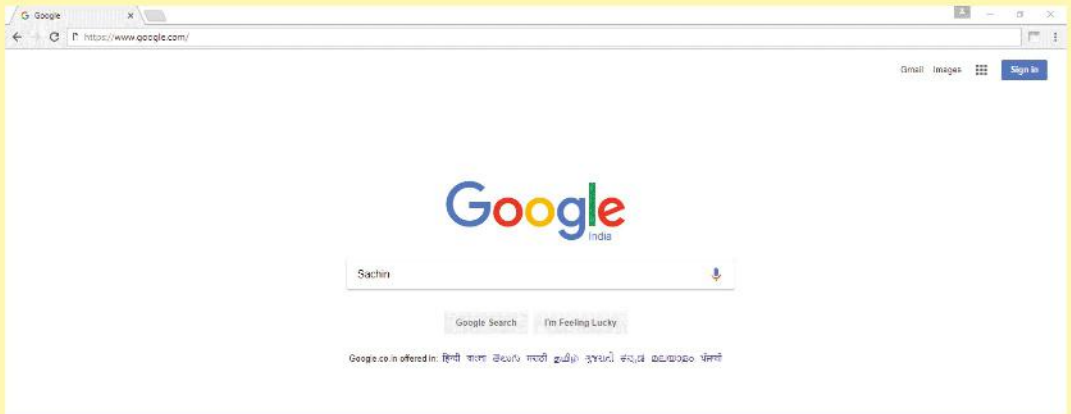 Google
https://www.google.com/
Gmail Images Sign in
Google
India
Sachin
Google Search I'm Feeling Lucky
Google.co.in offered in: हिन्दी বাংলা తెలుగు मराठी தமிழ் ગુજરાતી ಕನ್ನಡ മലയാളം ਪੰਜਾਬੀ